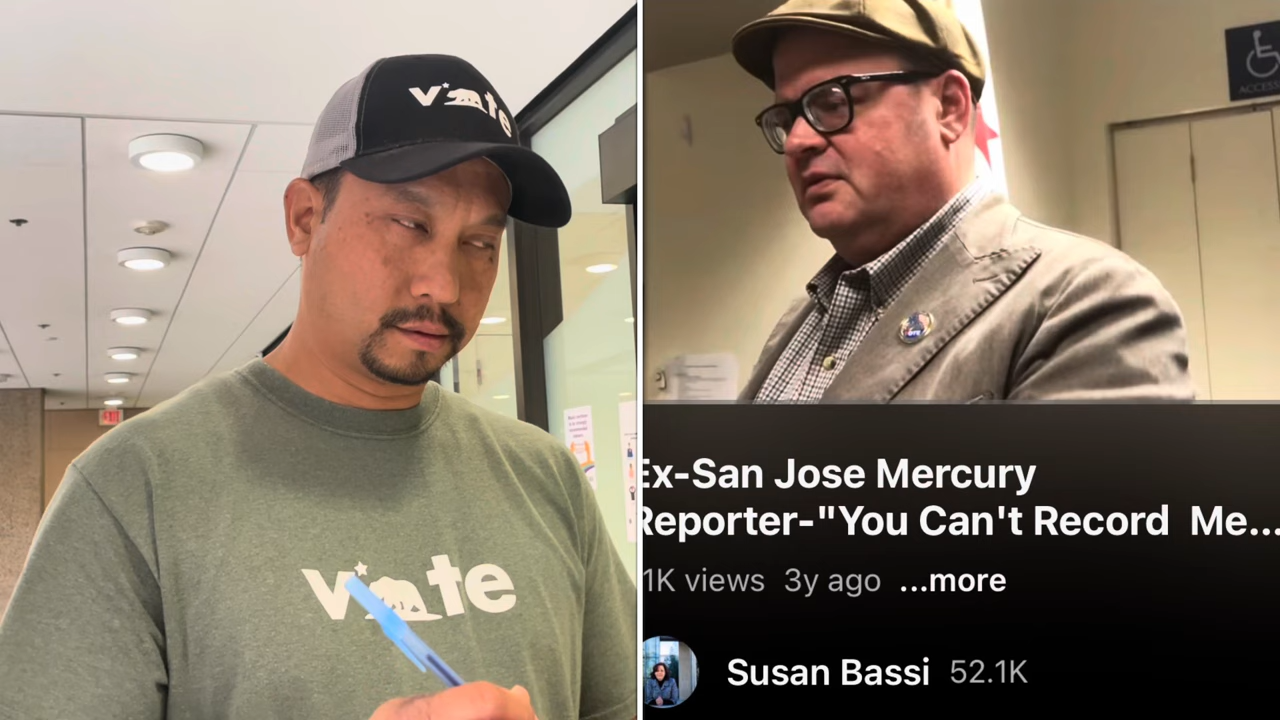 vote
vote
ACCESS
Ex-San Jose Mercury
Reporter-"You Can't Record Me...
1K views 3y ago ...more
Susan Bassi 52.1K